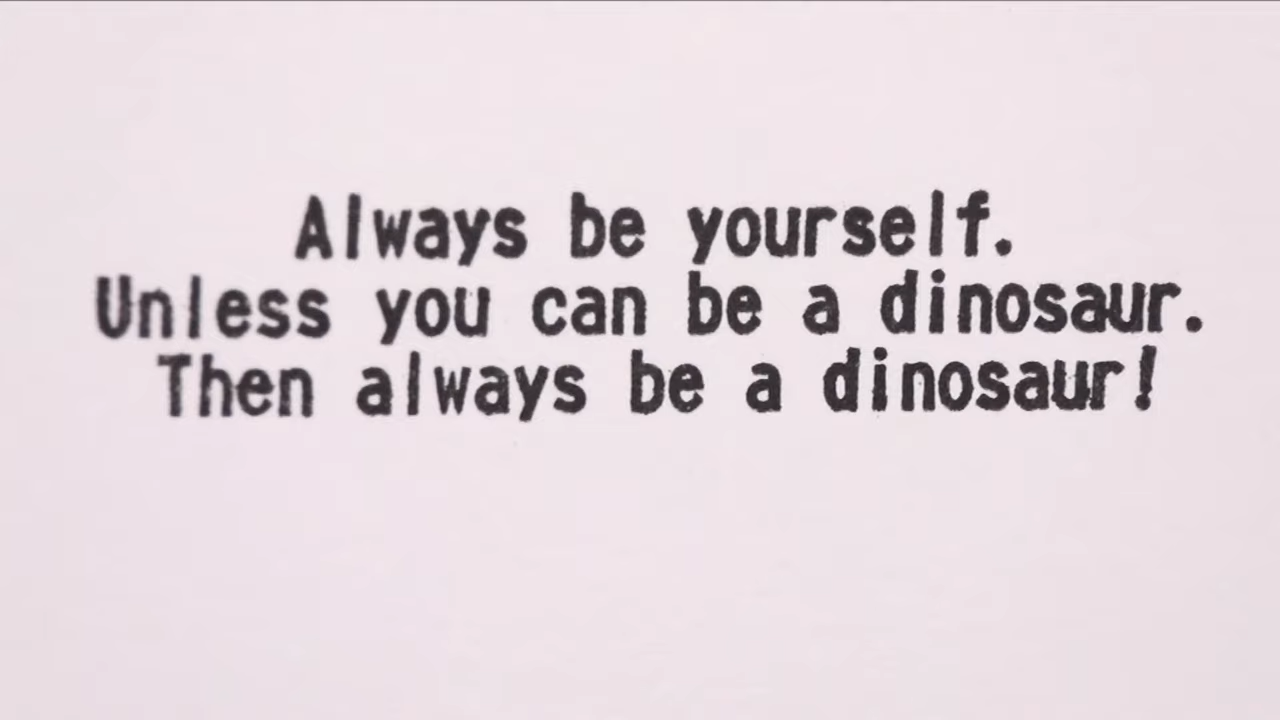 Always be yourself.
Unless you can be a dinosaur.
Then always be a dinosaur!